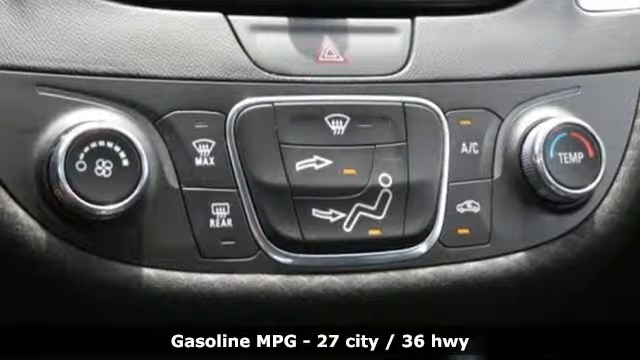 MAX
A/C
TEMP
REAR
Gasoline MPG - 27 city / 36 hwy